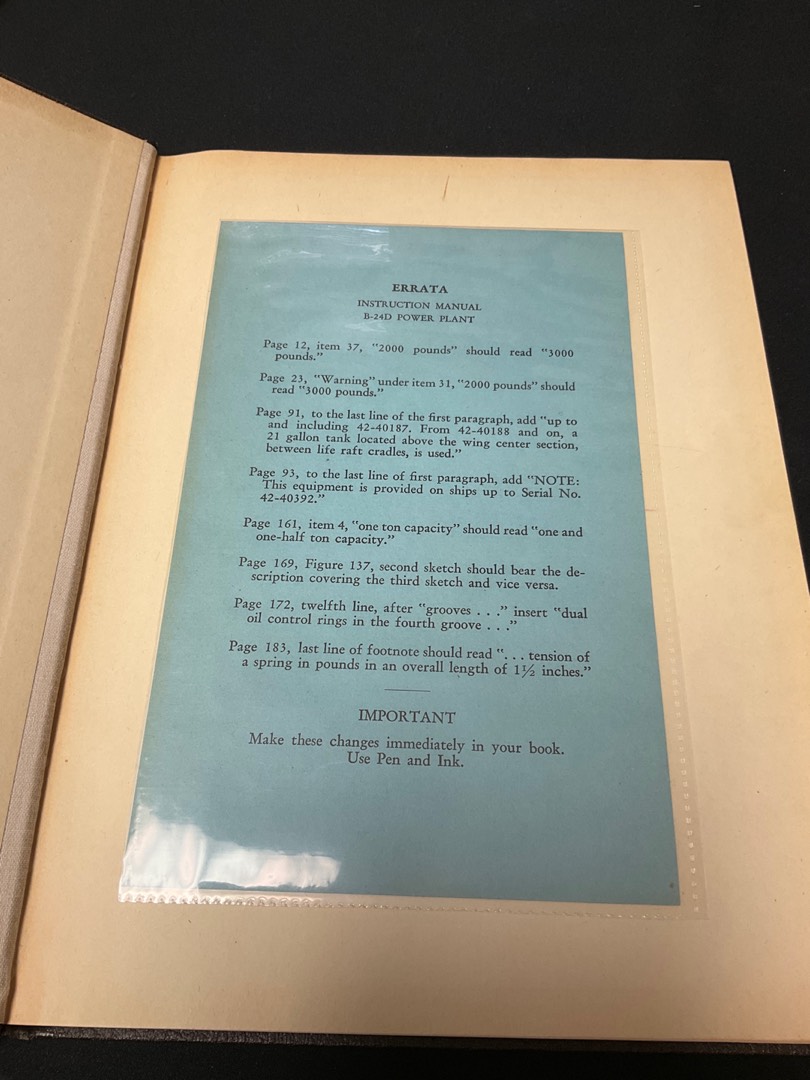 ERRATA
INSTRUCTION MANUAL
B-24D POWER PLANT
Page 12, item 37, "2000 pounds" should read "3000
pounds."
Page 23, "Warning" under item 31, "2000 pounds" should
read "3000 pounds."
Page 91, to the last line of the first paragraph, add "up to
and including 42-40187. From 42-40188 and on, a
21 gallon tank located above the wing center section,
between life raft cradles, is used."
Page 93, to the last line of first paragraph, add "NOTE:
This equipment is provided on ships up to Serial No.
42-40392."
Page 161, item 4, "one ton capacity" should read "one and
one-half ton capacity."
Page 169, Figure 137, second sketch should bear the de-
scription covering the third sketch and vice versa.
Page 172, twelfth line, after "grooves . . ." insert "dual
oil control rings in the fourth groove . . ."
Page 183, last line of footnote should read ". . . tension of
a spring in pounds in an overall length of 1½ inches."
IMPORTANT
Make these changes immediately in your book.
Use Pen and Ink.